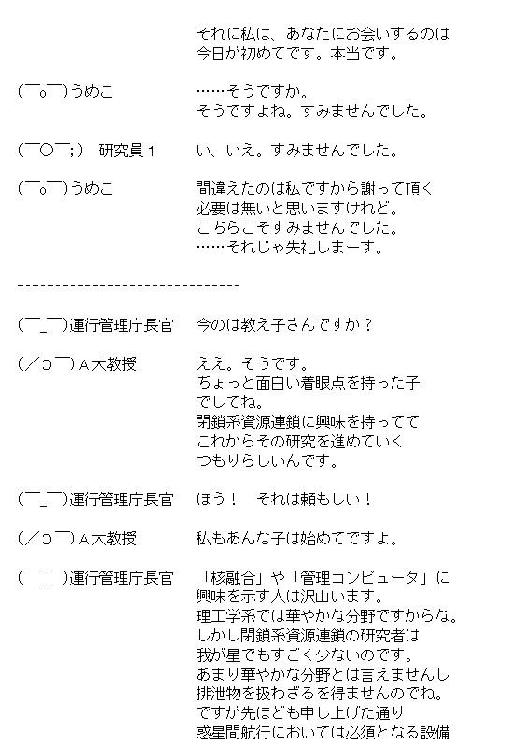 それに私は、あなたにお会いするのは
今日が初めてです。本当です。
(￣o￣)うめこ ……そうですか。
そうですよね。すみませんでした。
(￣○￣;) 研究員１ い、いえ。すみませんでした。
(￣o￣)うめこ 間違えたのは私ですから謝って頂く
必要は無いと思いますけれど。
こちらこそすみませんでした。
……それじゃ失礼しまーす。
------------------------------
(￣_￣)運行管理庁長官 今のは教え子さんですか？
(／つ￣)Ａ大教授 ええ。そうです。
ちょっと面白い着眼点を持った子
でしてね。
閉鎖系資源連鎖に興味を持ってて
これからその研究を進めていく
つもりらしいんです。
(￣_￣)運行管理庁長官 ほう！ それは頼もしい！
(／つ￣)Ａ大教授 私もあんな子は始めてですよ。
( )運行管理庁長官 「核融合」や「管理コンピュータ」に
興味を示す人は沢山います。
理工学系では華やかな分野ですからな。
しかし閉鎖系資源連鎖の研究者は
我が星でもすごく少ないのです。
あまり華やかな分野とは言えませんし
排泄物を扱わざるを得ませんのでね。
ですが先ほども申し上げた通り
惑星間航行においては必須となる設備